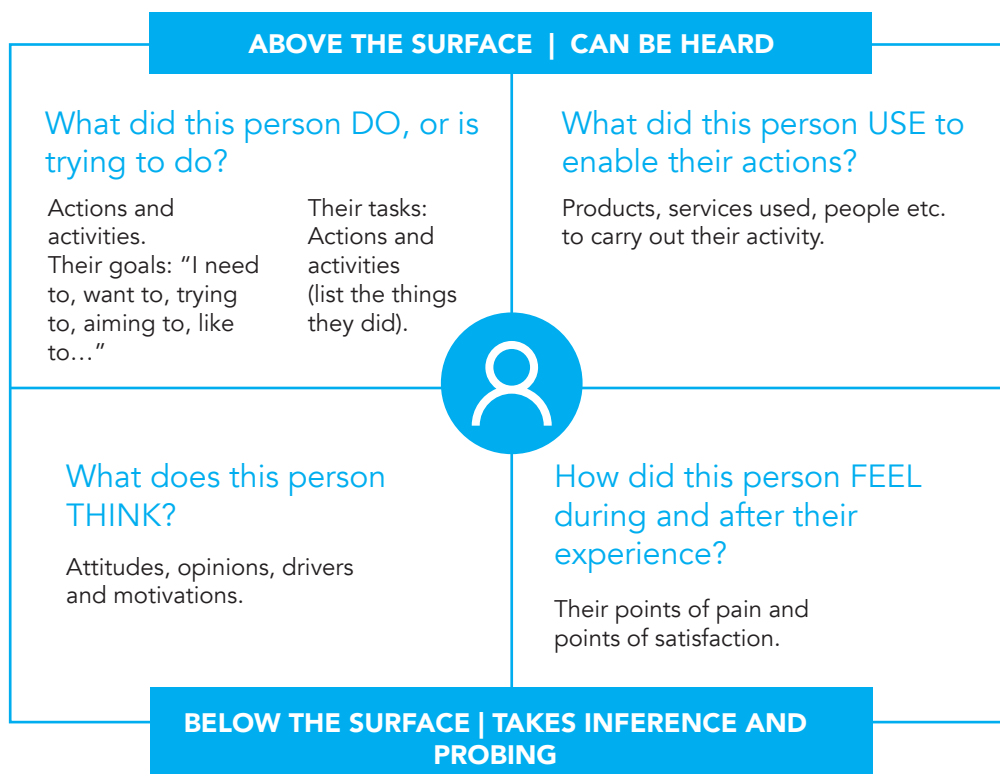 ABOVE THE SURFACE | CAN BE HEARD
What did this person DO, or is
trying to do?
Actions and
activities.
Their goals: “I need
to, want to, trying
to, aiming to, like
to…”
Their tasks:
Actions and
activities
(list the things
they did).
What did this person USE to
enable their actions?
Products, services used, people etc.
to carry out their activity.
What does this person
THINK?
Attitudes, opinions, drivers
and motivations.
How did this person FEEL
during and after their
experience?
Their points of pain and
points of satisfaction.
BELOW THE SURFACE | TAKES INFERENCE AND
PROBING